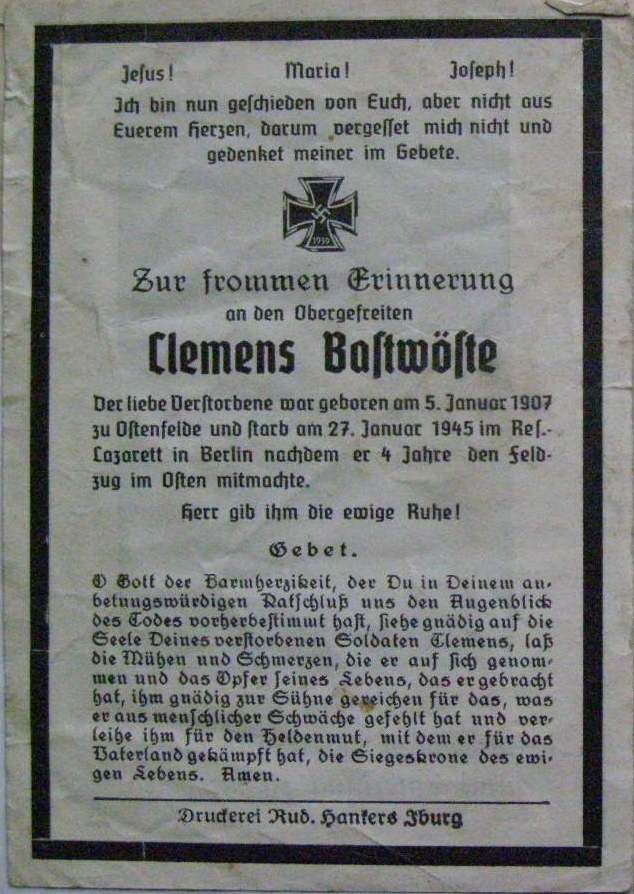 Jesus! Maria! Joseph!
Ich bin nun geschieden von Euch, aber nicht aus
Euerem Herzen, darum vergesset mich nicht und
gedenket meiner im Gebete.
1939
Zur frommen Erinnerung
an den Obergefreiten
Clemens Bastwöste
Der liebe Verstorbene war geboren am 5. Januar 1907
zu Ostenfelde und starb am 27. Januar 1945 im Res.-
Lazarett in Berlin nachdem er 4 Jahre den Feld-
zug im Osten mitmachte.
Herr gib ihm die ewige Ruhe!
Gebet.
O Gott der Barmherzikeit, der Du in Deinem an-
betungswürdigen Ratschluß uns den Augenblick
des Todes vorherbestimmt hast, siehe gnädig auf die
Seele Deines verstorbenen Soldaten Clemens, laß
die Mühen und Schmerzen, die er auf sich genom-
men und das Opfer seines Lebens, das er gebracht
hat, ihm gnädig zur Sühne gereichen für das, was
er aus menschlicher Schwäche gefehlt hat und ver-
leihe ihm für den Heldenmut, mit dem er für das
Vaterland gekämpft hat, die Siegeskrone des ewi-
gen Lebens. Amen.
Druckerei Rud. Hankers Iburg